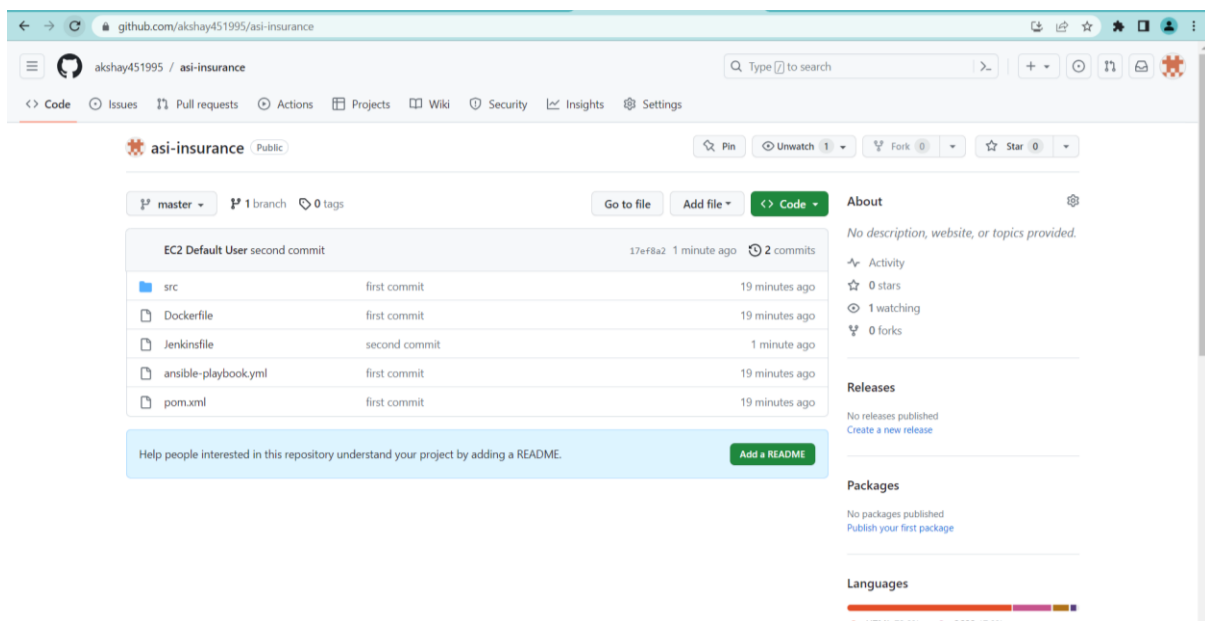 github.com/akshay451995/asi-insurance
akshay451995 / asi-insurance
Type / to search
Code Issues Pull requests Actions Projects Wiki Security Insights Settings
asi-insurance Public
Pin Unwatch 1 Fork 0 Star 0
master 1 branch 0 tags Go to file Add file Code
EC2 Default User second commit 17ef8a2 1 minute ago 2 commits
src first commit 19 minutes ago
Dockerfile first commit 19 minutes ago
Jenkinsfile second commit 1 minute ago
ansible-playbook.yml first commit 19 minutes ago
pom.xml first commit 19 minutes ago
Help people interested in this repository understand your project by adding a README. Add a README
About
No description, website, or topics provided.
Activity
0 stars
1 watching
0 forks
Releases
No releases published
Create a new release
Packages
No packages published
Publish your first package
Languages